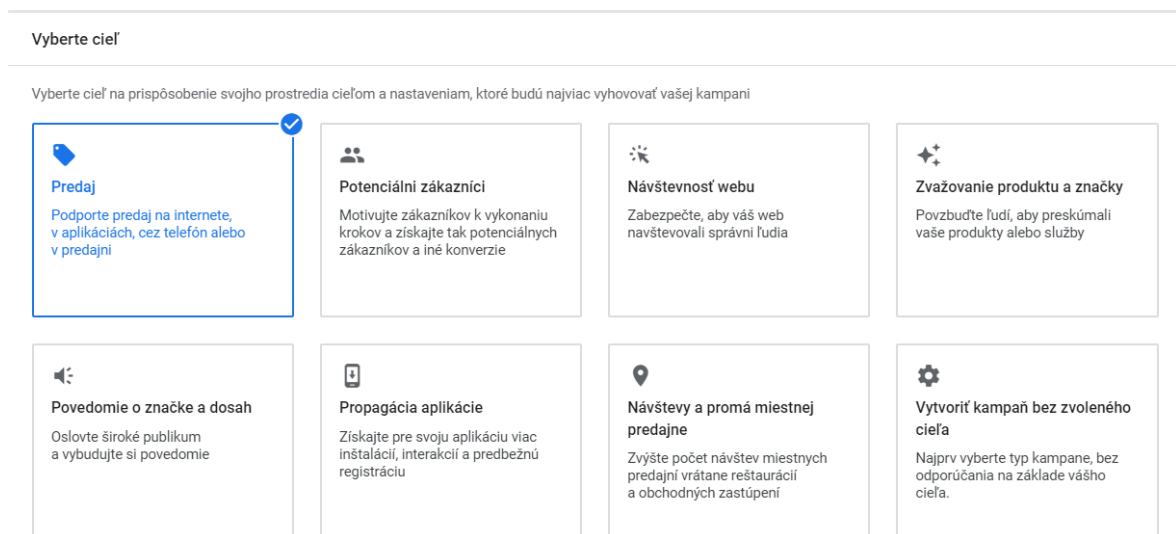 Vyberte cieľ
Vyberte cieľ na prispôsobenie svojho prostredia cieľom a nastaveniam, ktoré budú najviac vyhovovať vašej kampani
Predaj
Podporte predaj na internete,
v aplikáciách, cez telefón alebo
v predajni
Potenciálni zákazníci
Motivujte zákazníkov k vykonaniu
krokov a získajte tak potenciálnych
zákazníkov a iné konverzie
Návštevnosť webu
Zabezpečte, aby váš web
navštevovali správni ľudia
Zvažovanie produktu a značky
Povzbuďte ľudí, aby preskúmali
vaše produkty alebo služby
Povedomie o značke a dosah
Oslovte široké publikum
a vybudujte si povedomie
Propagácia aplikácie
Získajte pre svoju aplikáciu viac
inštalácií, interakcií a predbežnú
registráciu
Návštevy a promá miestnej
predajne
Zvýšte počet návštev miestnych
predajní vrátane reštaurácií
a obchodných zastúpení
Vytvoriť kampaň bez zvoleného
cieľa
Najprv vyberte typ kampane, bez
odporúčania na základe vášho
cieľa.